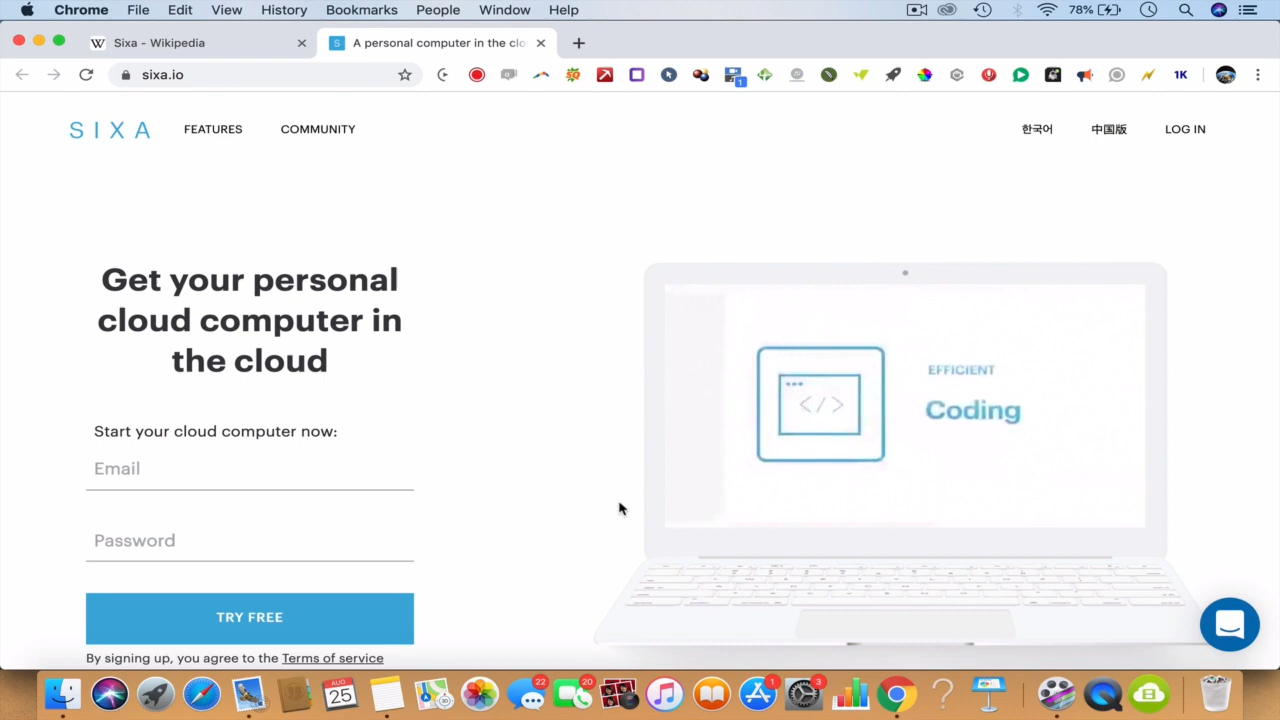 Chrome File Edit View History Bookmarks People Window Help 78%
Sixa - Wikipedia
A personal computer in the clo
sixa.io
1
1K
SIXA FEATURES COMMUNITY 한국어 中国版 LOG IN
Get your personal
cloud computer in
the cloud
Start your cloud computer now:
Email
Password
TRY FREE
By signing up, you agree to the Terms of service
EFFICIENT
Coding
</>
AUG
25
22
20
1
3